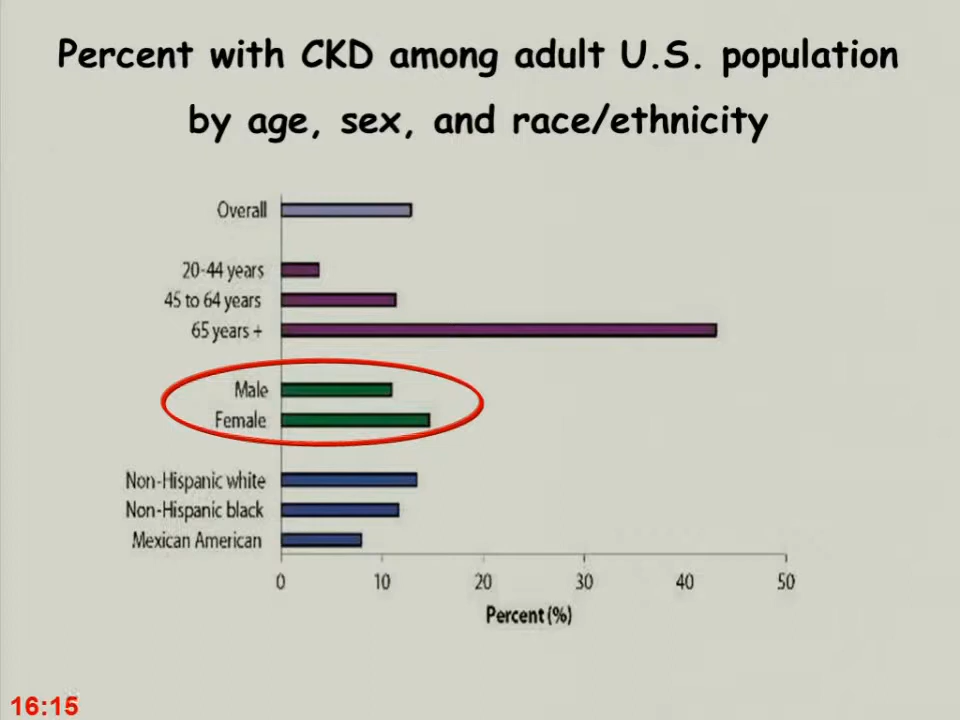 Percent with CKD among adult U.S. population
by age, sex, and race/ethnicity
Overall
20-44 years
45 to 64 years
65 years +
Male
Female
Non-Hispanic white
Non-Hispanic black
Mexican American
0 10 20 30 40 50
Percent (%)
16:15